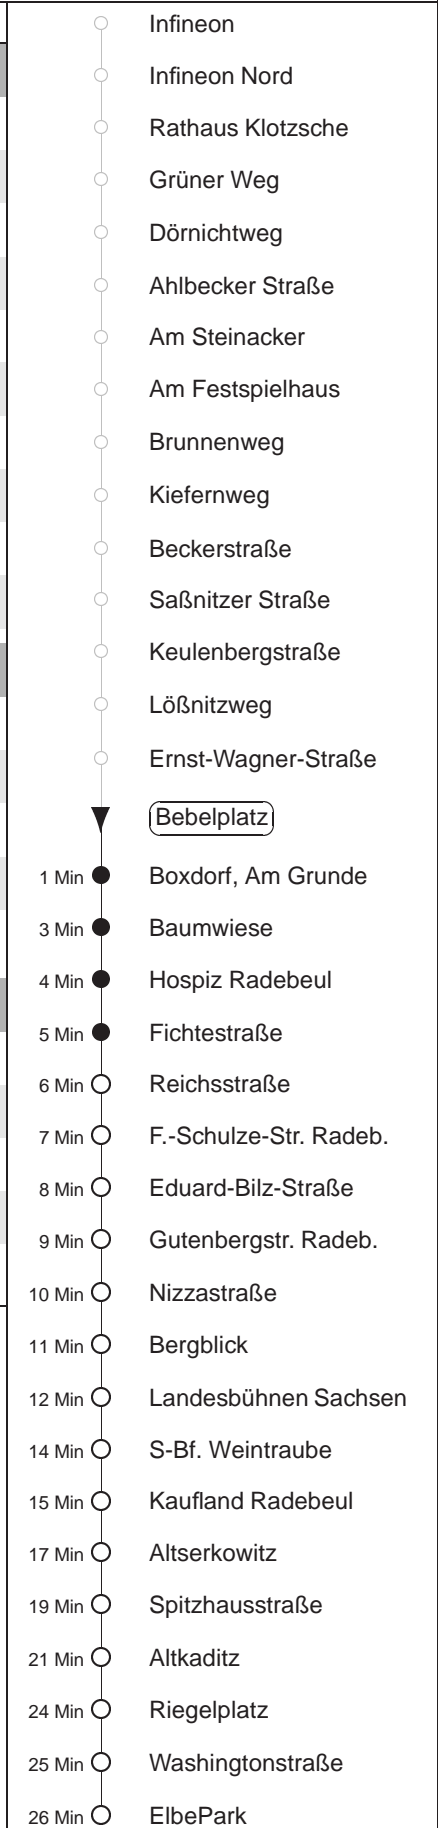 Infineon
Infineon Nord
Rathaus Klotzsche
Grüner Weg
Dörnichtweg
Ahlbecker Straße
Am Steinacker
Am Festspielhaus
Brunnenweg
Kiefernweg
Beckerstraße
Saßnitzer Straße
Keulenbergstraße
Lößnitzweg
Ernst-Wagner-Straße
Bebelplatz
1 Min Boxdorf, Am Grunde
3 Min Baumwiese
4 Min Hospiz Radebeul
5 Min Fichtestraße
6 Min Reichsstraße
7 Min F.-Schulze-Str. Radeb.
8 Min Eduard-Bilz-Straße
9 Min Gutenbergstr. Radeb.
10 Min Nizzastraße
11 Min Bergblick
12 Min Landesbühnen Sachsen
14 Min S-Bf. Weintraube
15 Min Kaufland Radebeul
17 Min Altserkowitz
19 Min Spitzhausstraße
21 Min Altkaditz
24 Min Riegelplatz
25 Min Washingtonstraße
26 Min ElbePark